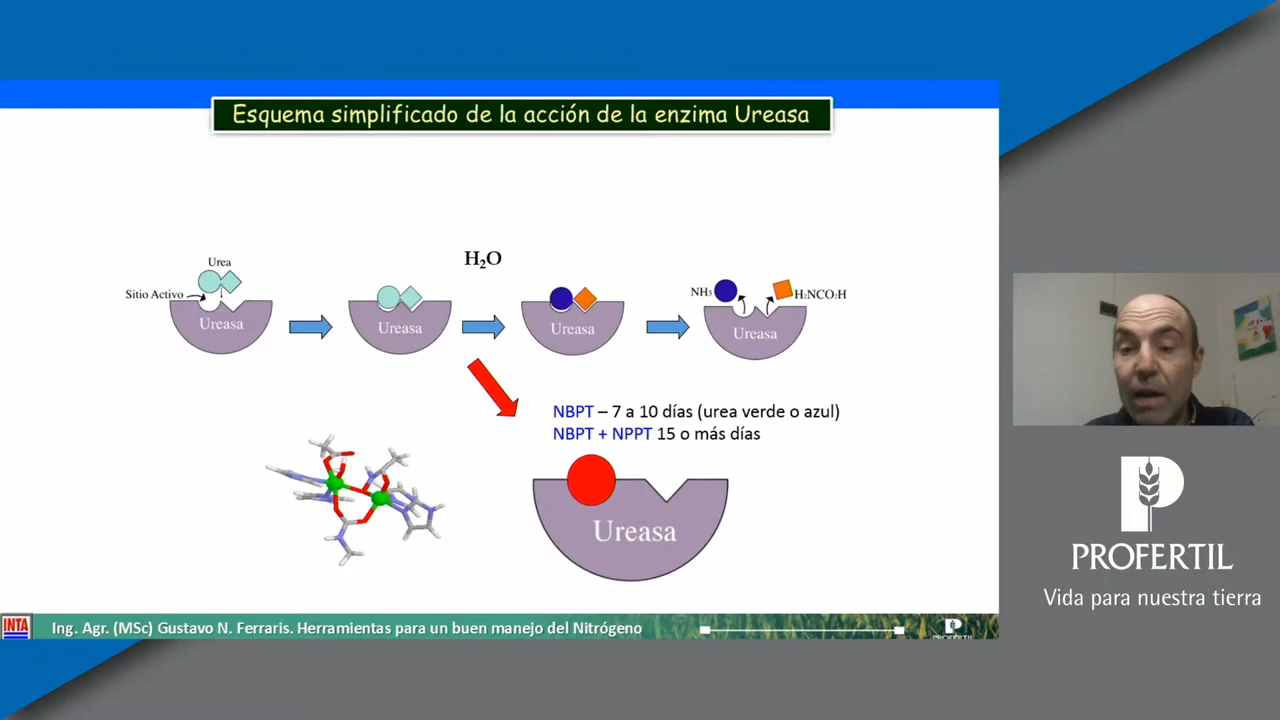 Esquema simplificado de la acción de la enzima Ureasa
Urea
Sitio Activo
Ureasa
Ureasa
H₂O
Ureasa
NH₃
H₂NCO₂H
Ureasa
NBPT – 7 a 10 días (urea verde o azul)
NBPT + NPPT 15 o más días
Ureasa
PROFERTIL
Vida para nuestra tierra
INTA
Ing. Agr. (MSc) Gustavo N. Ferraris. Herramientas para un buen manejo del Nitrógeno
PROFERTIL